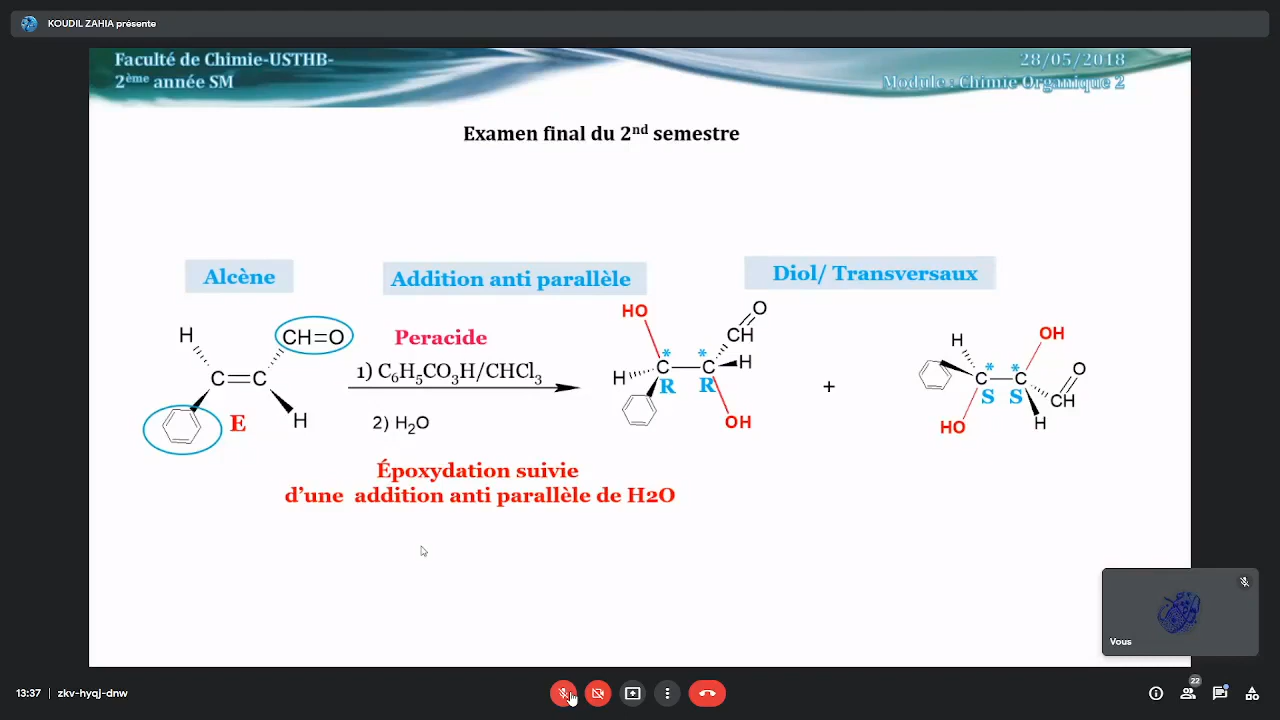 KOUDIL ZAHIA présente
Faculté de Chimie-USTHB-
2ème année SM
28/05/2018
Module : Chimie Organique 2
Examen final du 2nd semestre
Alcène
Addition anti parallèle
Diol/ Transversaux
H
CH=O
C=C
E
H
Peracide
1) C6H5CO3H/CHCl3
2) H2O
HO
O
CH
* *
H C C H
R R
OH
+
H
OH
* *
C C
O
S S
CH
HO
H
Époxydation suivie
d'une addition anti parallèle de H2O
Vous
13:37 | zkv-hyqj-dnw
22